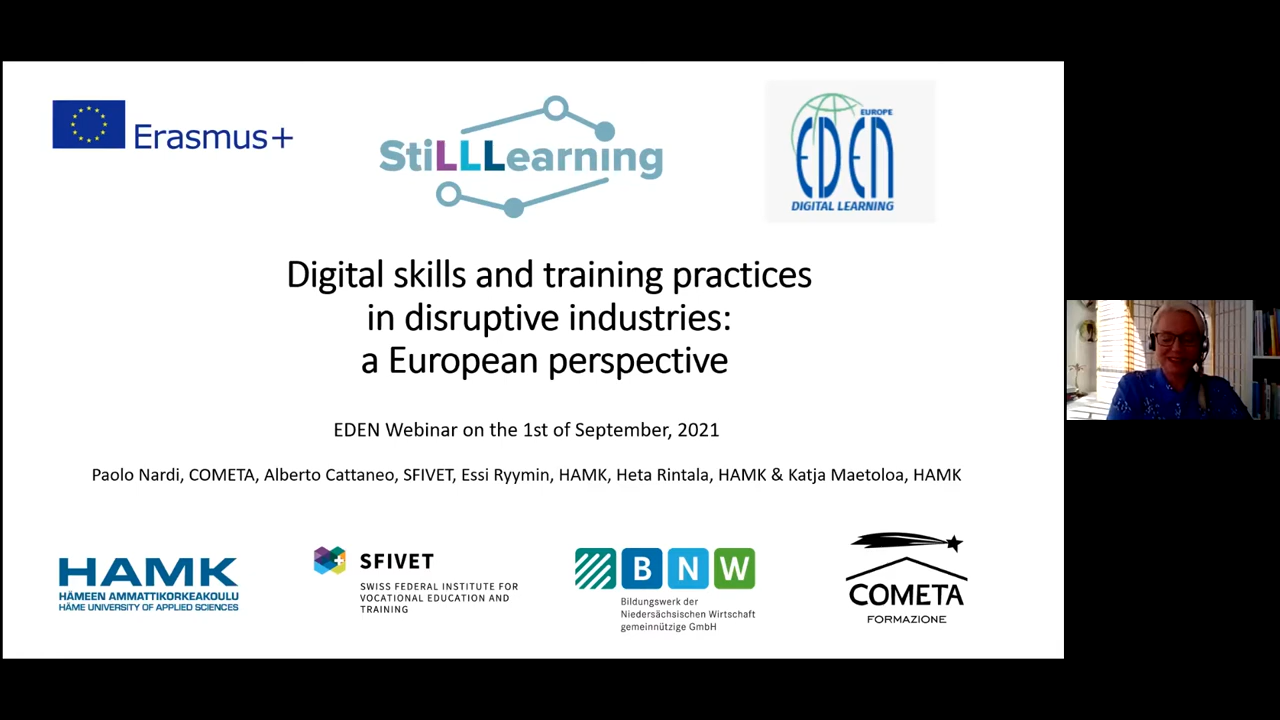 Erasmus+
StiLLLearning
EUROPE
EDEN
DIGITAL LEARNING
Digital skills and training practices
in disruptive industries:
a European perspective
EDEN Webinar on the 1st of September, 2021
Paolo Nardi, COMETA, Alberto Cattaneo, SFIVET, Essi Ryymin, HAMK, Heta Rintala, HAMK & Katja Maetoloa, HAMK
HAMK
HÄMEEN AMMATTIKORKEAKOULU
HÄME UNIVERSITY OF APPLIED SCIENCES
SFIVET
SWISS FEDERAL INSTITUTE FOR
VOCATIONAL EDUCATION AND
TRAINING
BNW
Bildungswerk der
Niedersächsischen Wirtschaft
gemeinnützige GmbH
COMETA
FORMAZIONE